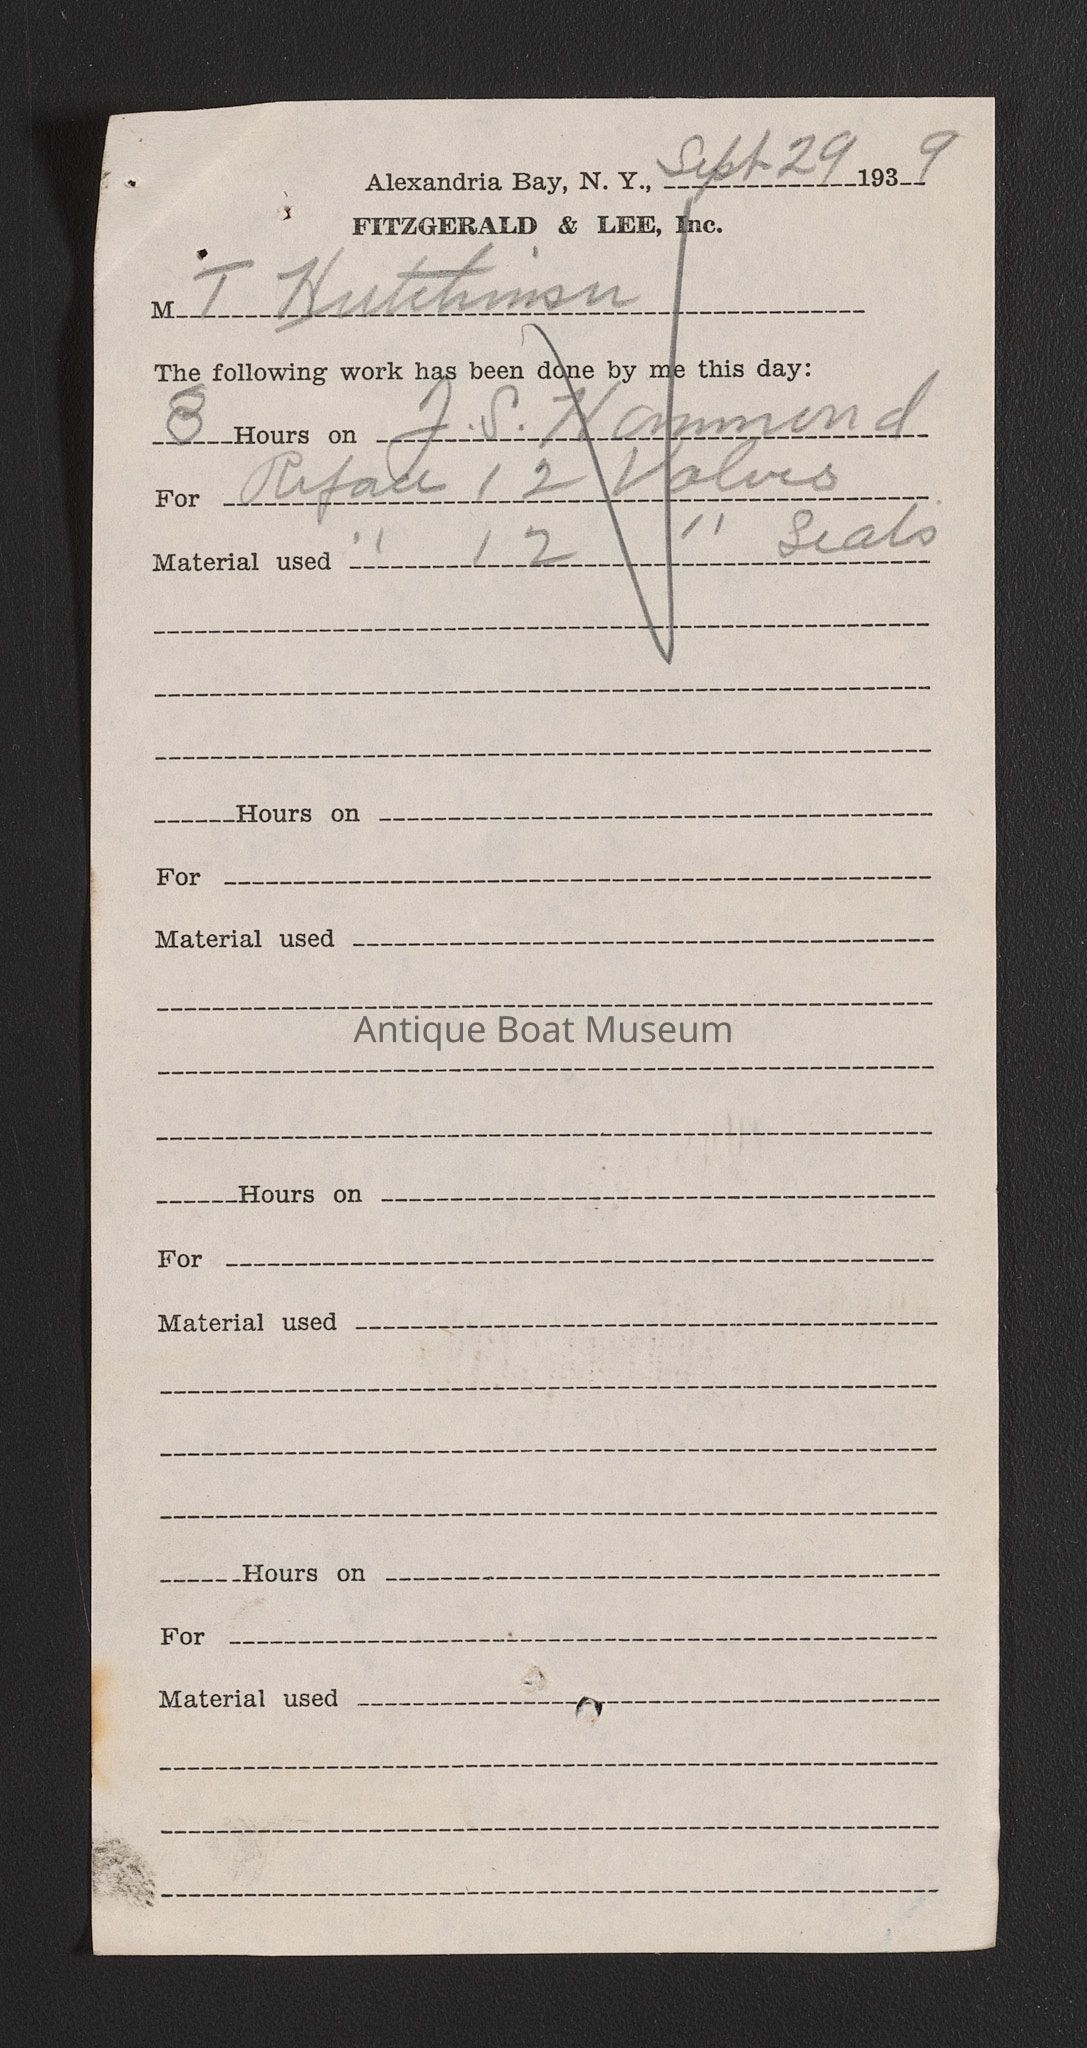 Alexandria Bay, N. Y., Sept 29 1939
FITZGERALD & LEE, Inc.
M T Hutchinson
The following work has been done by me this day:
8 Hours on J. S. Hammond
For Reface 12 Valves
Material used " 12 " Seats
Hours on
For
Material used
Antique Boat Museum
Hours on
For
Material used
Hours on
For
Material used